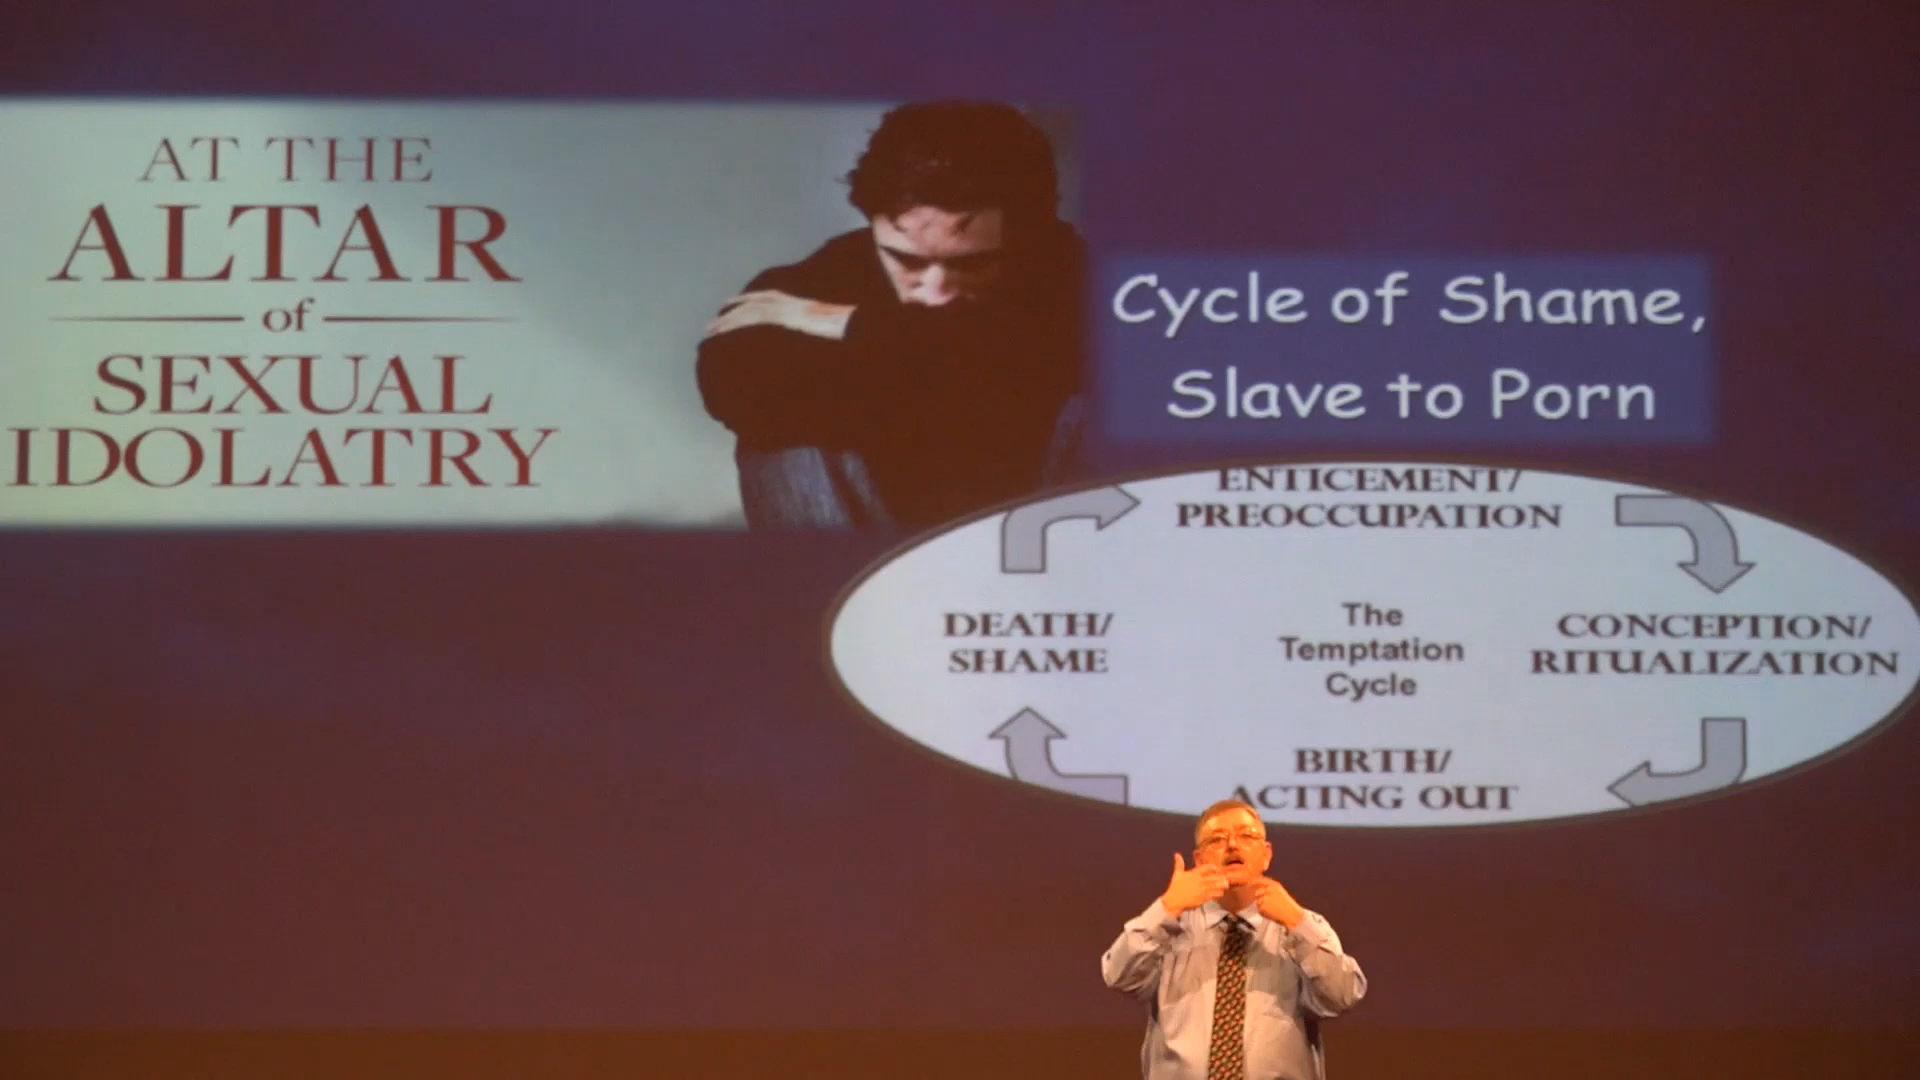 AT THE
ALTAR
of
SEXUAL
IDOLATRY
Cycle of Shame,
Slave to Porn
ENTICEMENT/
PREOCCUPATION
DEATH/
SHAME
The
Temptation
Cycle
CONCEPTION/
RITUALIZATION
BIRTH/
ACTING OUT